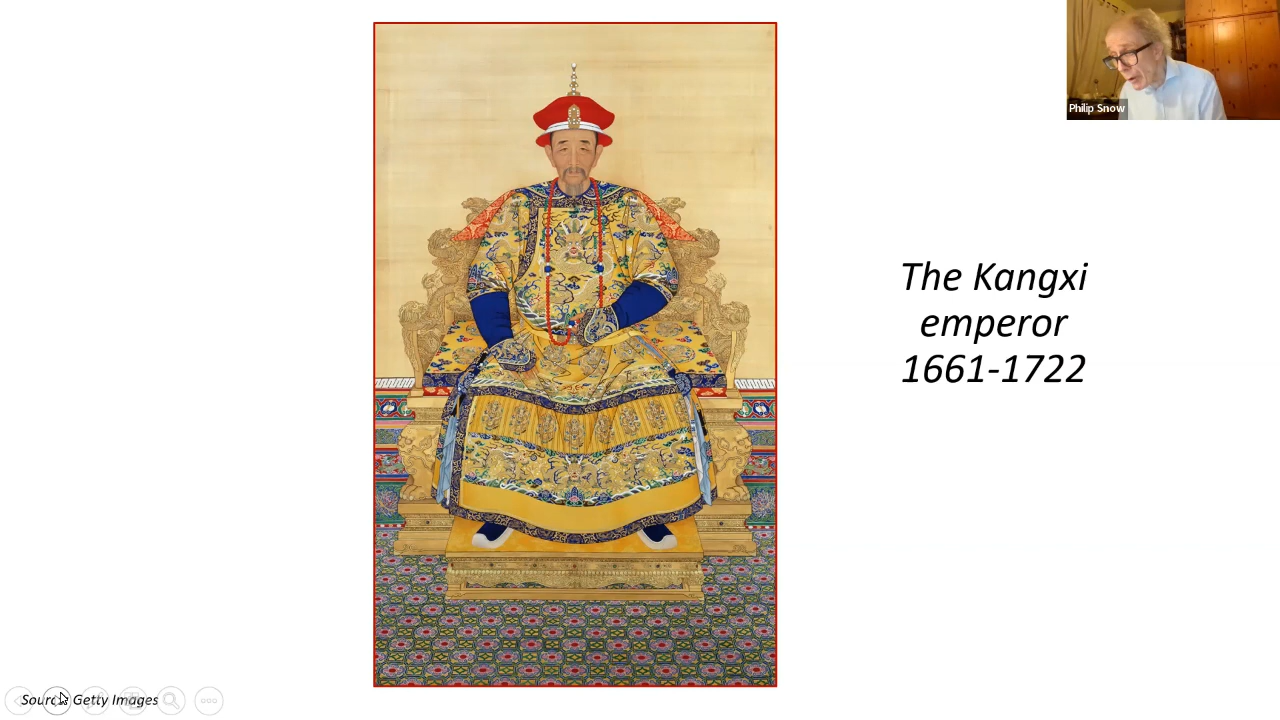 Philip Snow
The Kangxi
emperor
1661-1722
Source: Getty Images